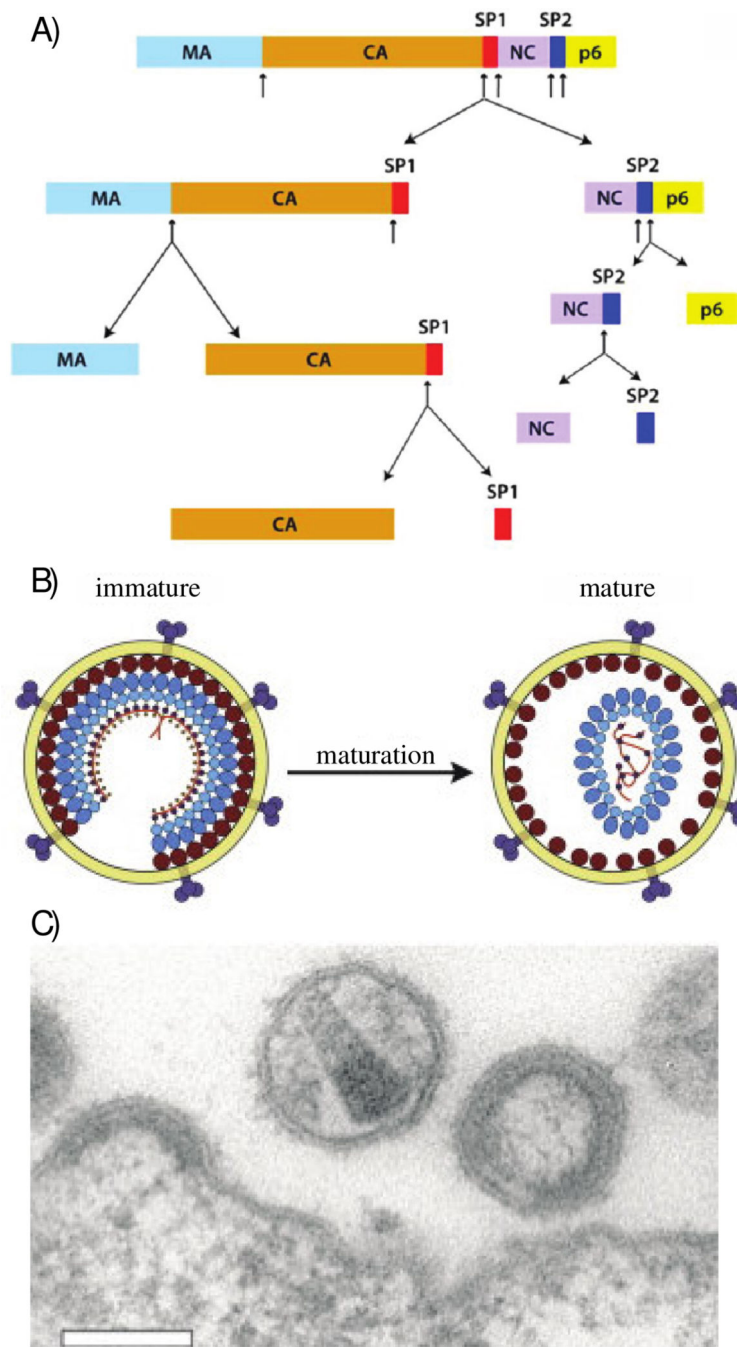 A)
SP1 SP2
MA CA NC p6
SP1 SP2
MA CA NC p6
SP2
NC p6
SP1
MA CA
SP2
NC
SP1
CA
B)
immature mature
maturation
C)